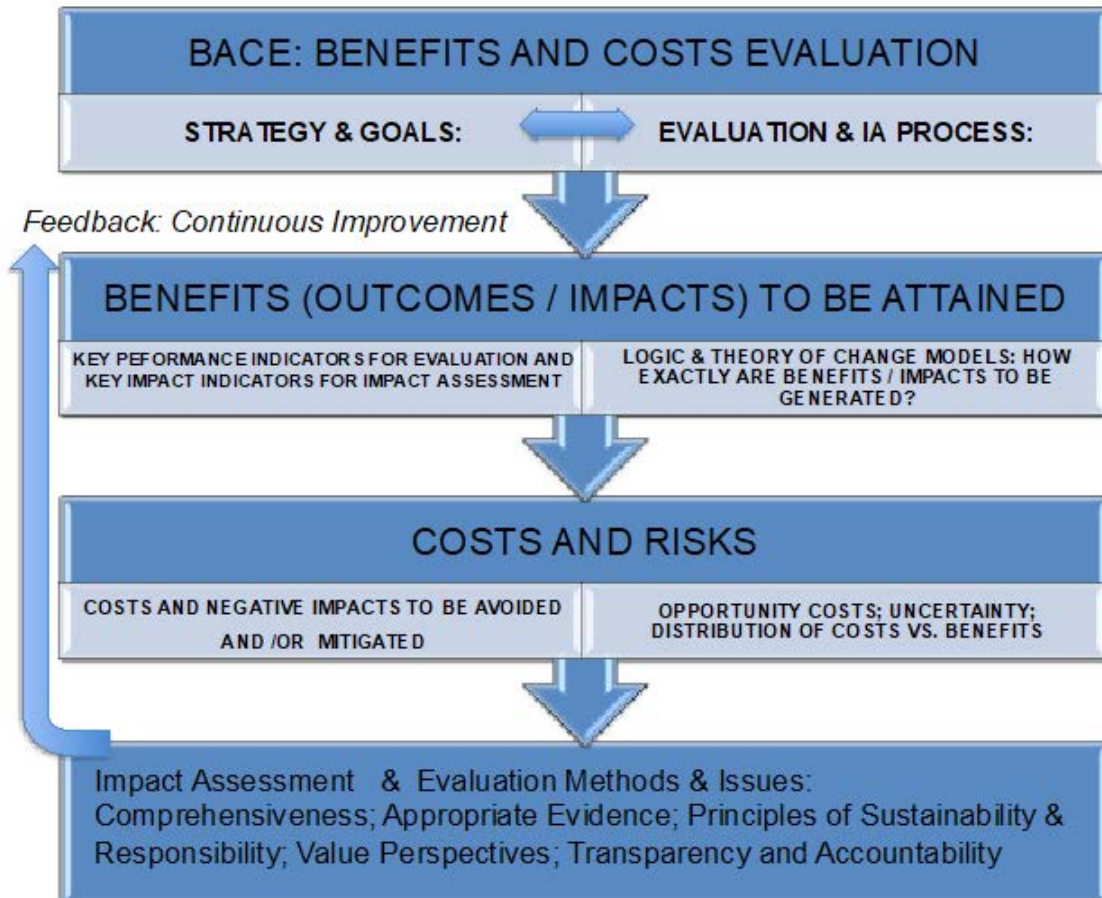 BACE: BENEFITS AND COSTS EVALUATION
STRATEGY & GOALS:
EVALUATION & IA PROCESS:
Feedback: Continuous Improvement
BENEFITS (OUTCOMES / IMPACTS) TO BE ATTAINED
KEY PEFORMANCE INDICATORS FOR EVALUATION AND
KEY IMPACT INDICATORS FOR IMPACT ASSESSMENT
LOGIC & THEORY OF CHANGE MODELS: HOW
EXACTLY ARE BENEFITS / IMPACTS TO BE
GENERATED?
COSTS AND RISKS
COSTS AND NEGATIVE IMPACTS TO BE AVOIDED
AND /OR MITIGATED
OPPORTUNITY COSTS; UNCERTAINTY;
DISTRIBUTION OF COSTS VS. BENEFITS
Impact Assessment & Evaluation Methods & Issues:
Comprehensiveness; Appropriate Evidence; Principles of Sustainability &
Responsibility; Value Perspectives; Transparency and Accountability